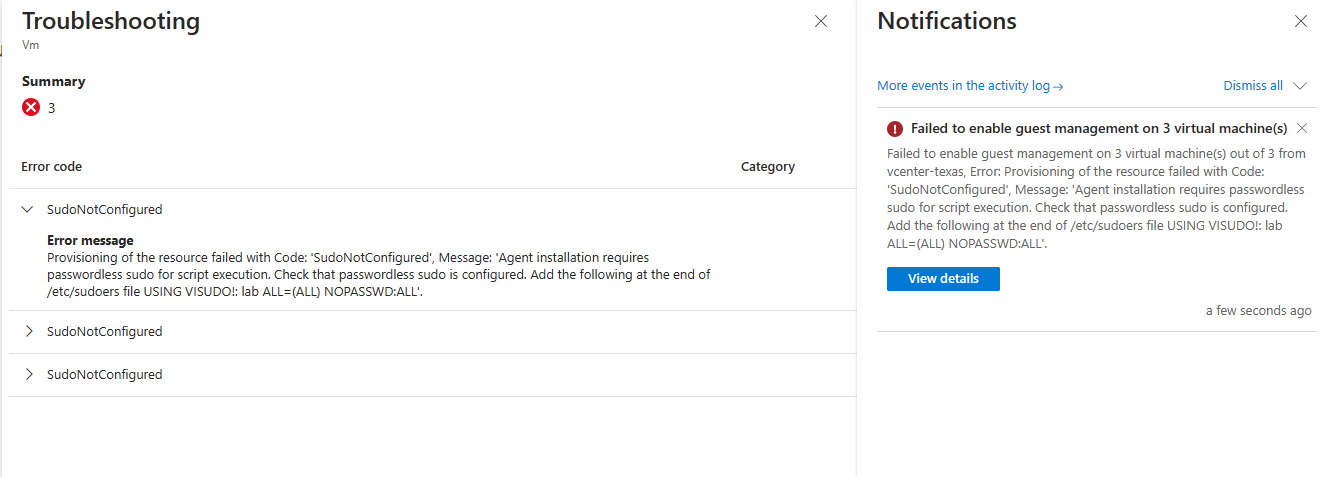 Troubleshooting
Vm
Summary
3
Error code
Category
SudoNotConfigured
Error message
Provisioning of the resource failed with Code: 'SudoNotConfigured', Message: 'Agent installation requires
passwordless sudo for script execution. Check that passwordless sudo is configured. Add the following at the end of
/etc/sudoers file USING VISUDO!: lab ALL=(ALL) NOPASSWD:ALL'.
SudoNotConfigured
SudoNotConfigured
Notifications
More events in the activity log →
Dismiss all
Failed to enable guest management on 3 virtual machine(s)
Failed to enable guest management on 3 virtual machine(s) out of 3 from
vcenter-texas, Error: Provisioning of the resource failed with Code:
'SudoNotConfigured', Message: 'Agent installation requires passwordless
sudo for script execution. Check that passwordless sudo is configured.
Add the following at the end of /etc/sudoers file USING VISUDO!: lab
ALL=(ALL) NOPASSWD:ALL'.
View details
a few seconds ago